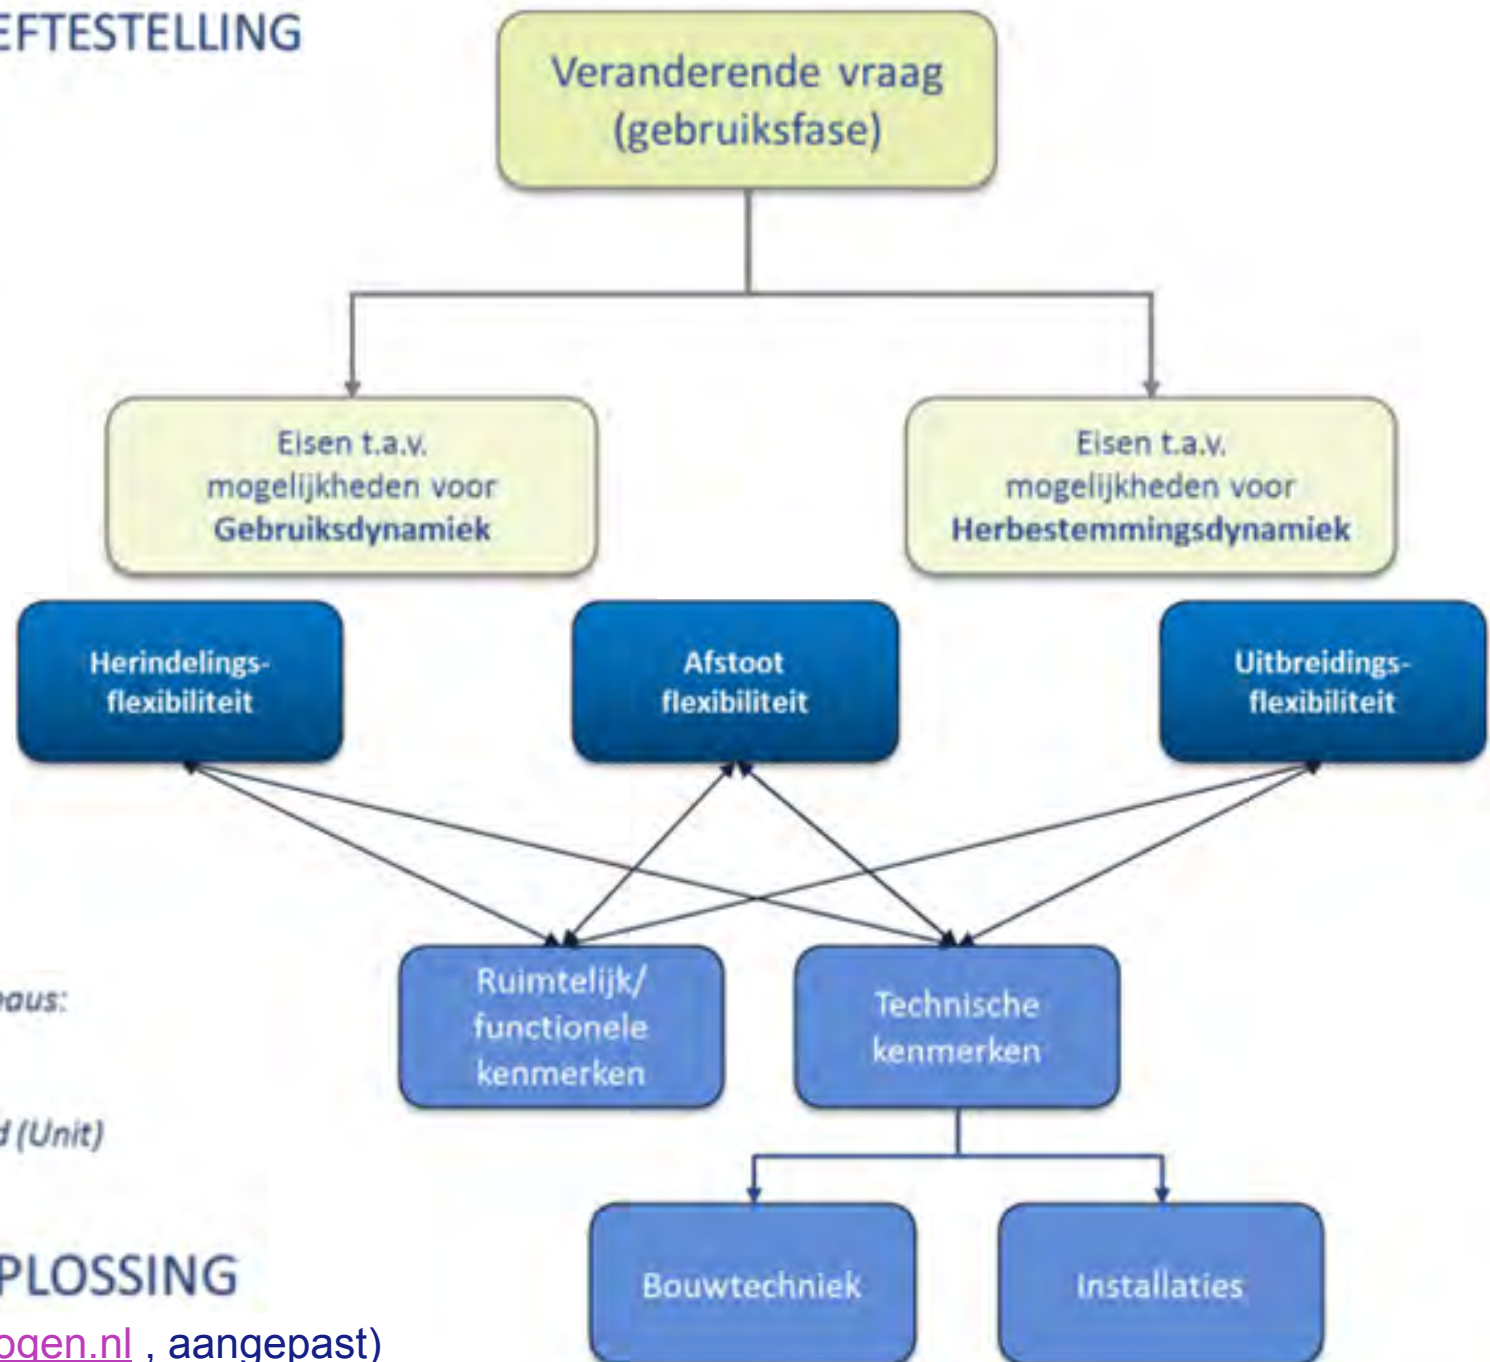 EFTESTELLING
Veranderende vraag
(gebruiksfase)
Eisen t.a.v.
mogelijkheden voor
Gebruiksdynamiek
Eisen t.a.v.
mogelijkheden voor
Herbestemmingsdynamiek
Herindelings-
flexibiliteit
Afstoot
flexibiliteit
Uitbreidings-
flexibiliteit
Ruimtelijk/
functionele
kenmerken
Technische
kenmerken
aus:
d (Unit)
Bouwtechniek
Installaties
PLOSSING
ogen.nl , aangepast)